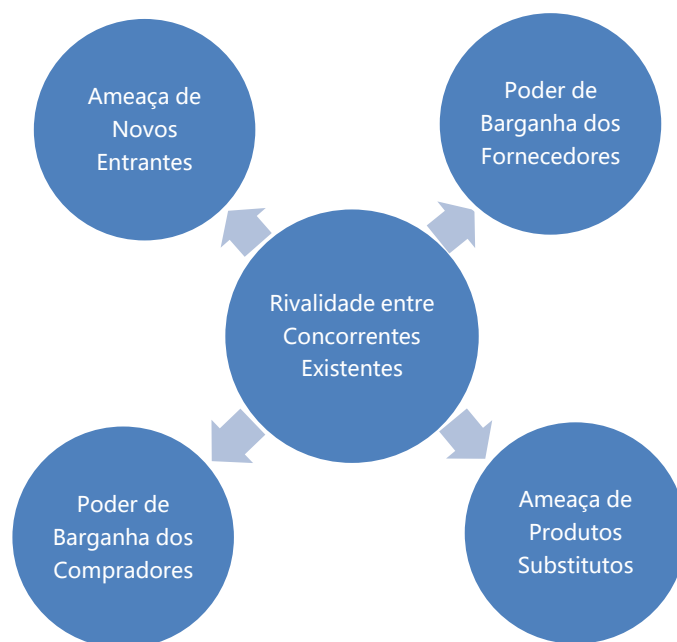 Ameaça de
Novos
Entrantes
Poder de
Barganha dos
Fornecedores
Rivalidade entre
Concorrentes
Existentes
Poder de
Barganha dos
Compradores
Ameaça de
Produtos
Substitutos